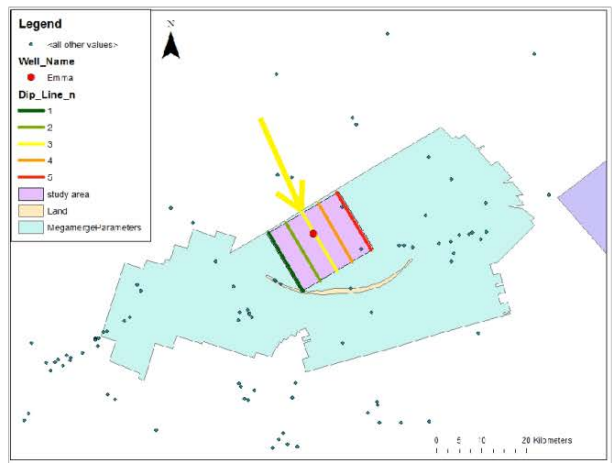 Legend
<all other values>
Well_Name
Emma
Dip_Line_n
1
2
3
4
5
study area
Land
MegamergeParameters
N
0 5 10 20 Kilometers